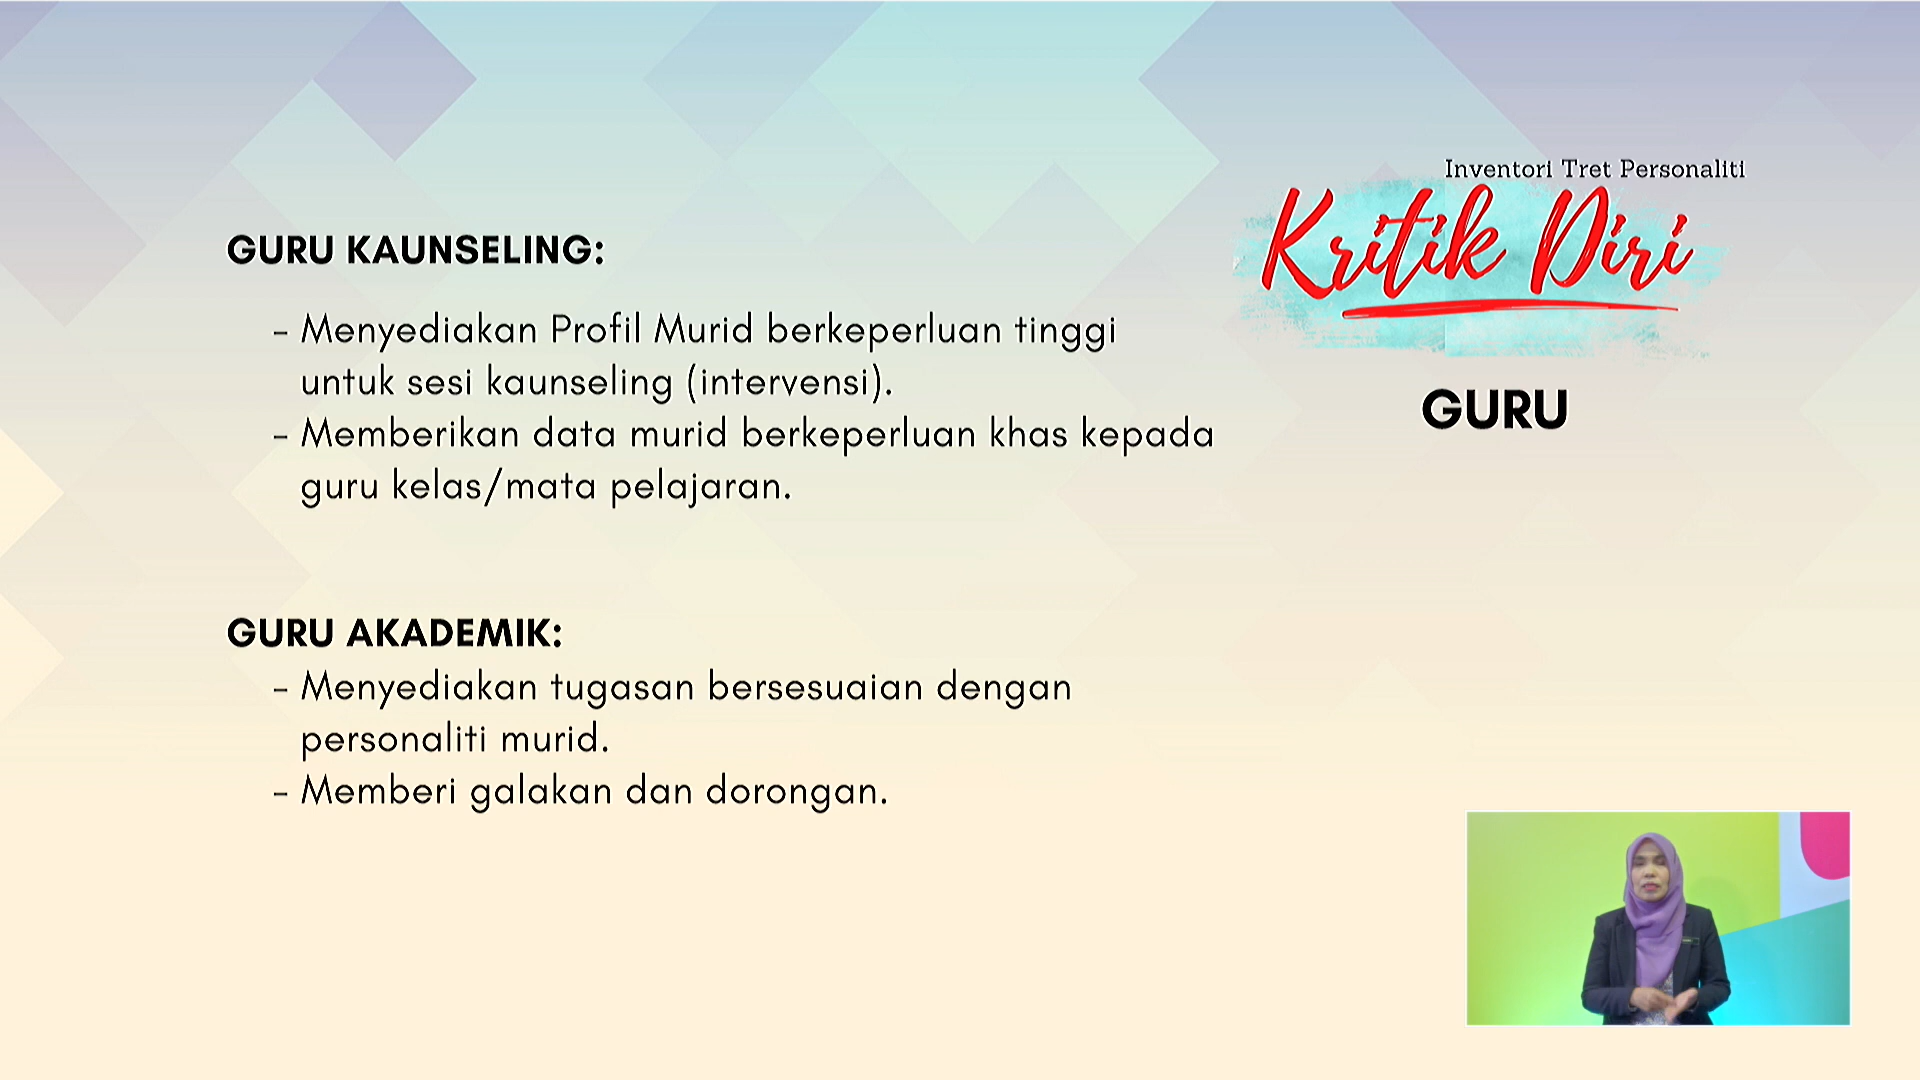 Inventori Tret Personaliti
Kritik Diri
GURU
GURU KAUNSELING:
- Menyediakan Profil Murid berkeperluan tinggi
untuk sesi kaunseling (intervensi).
- Memberikan data murid berkeperluan khas kepada
guru kelas/mata pelajaran.
GURU AKADEMIK:
- Menyediakan tugasan bersesuaian dengan
personaliti murid.
- Memberi galakan dan dorongan.